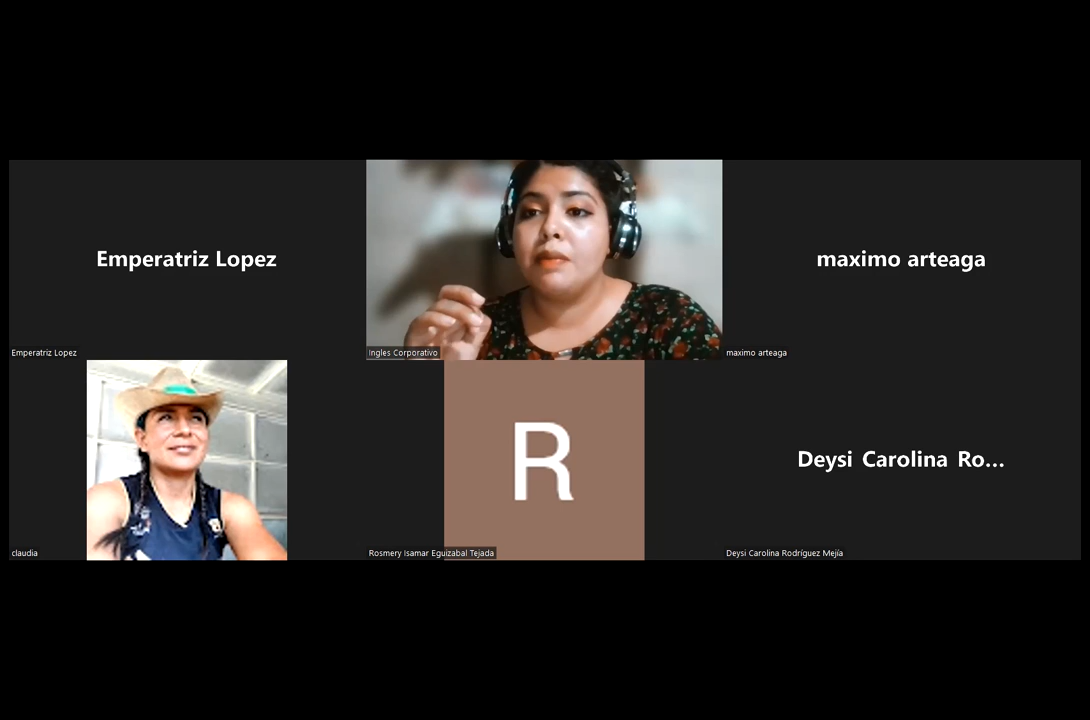 Emperatriz Lopez
maximo arteaga
Emperatriz Lopez
Ingles Corporativo
maximo arteaga
R
Deysi Carolina Ro...
claudia
Rosmery Isamar Eguizabal Tejada
Deysi Carolina Rodríguez Mejía